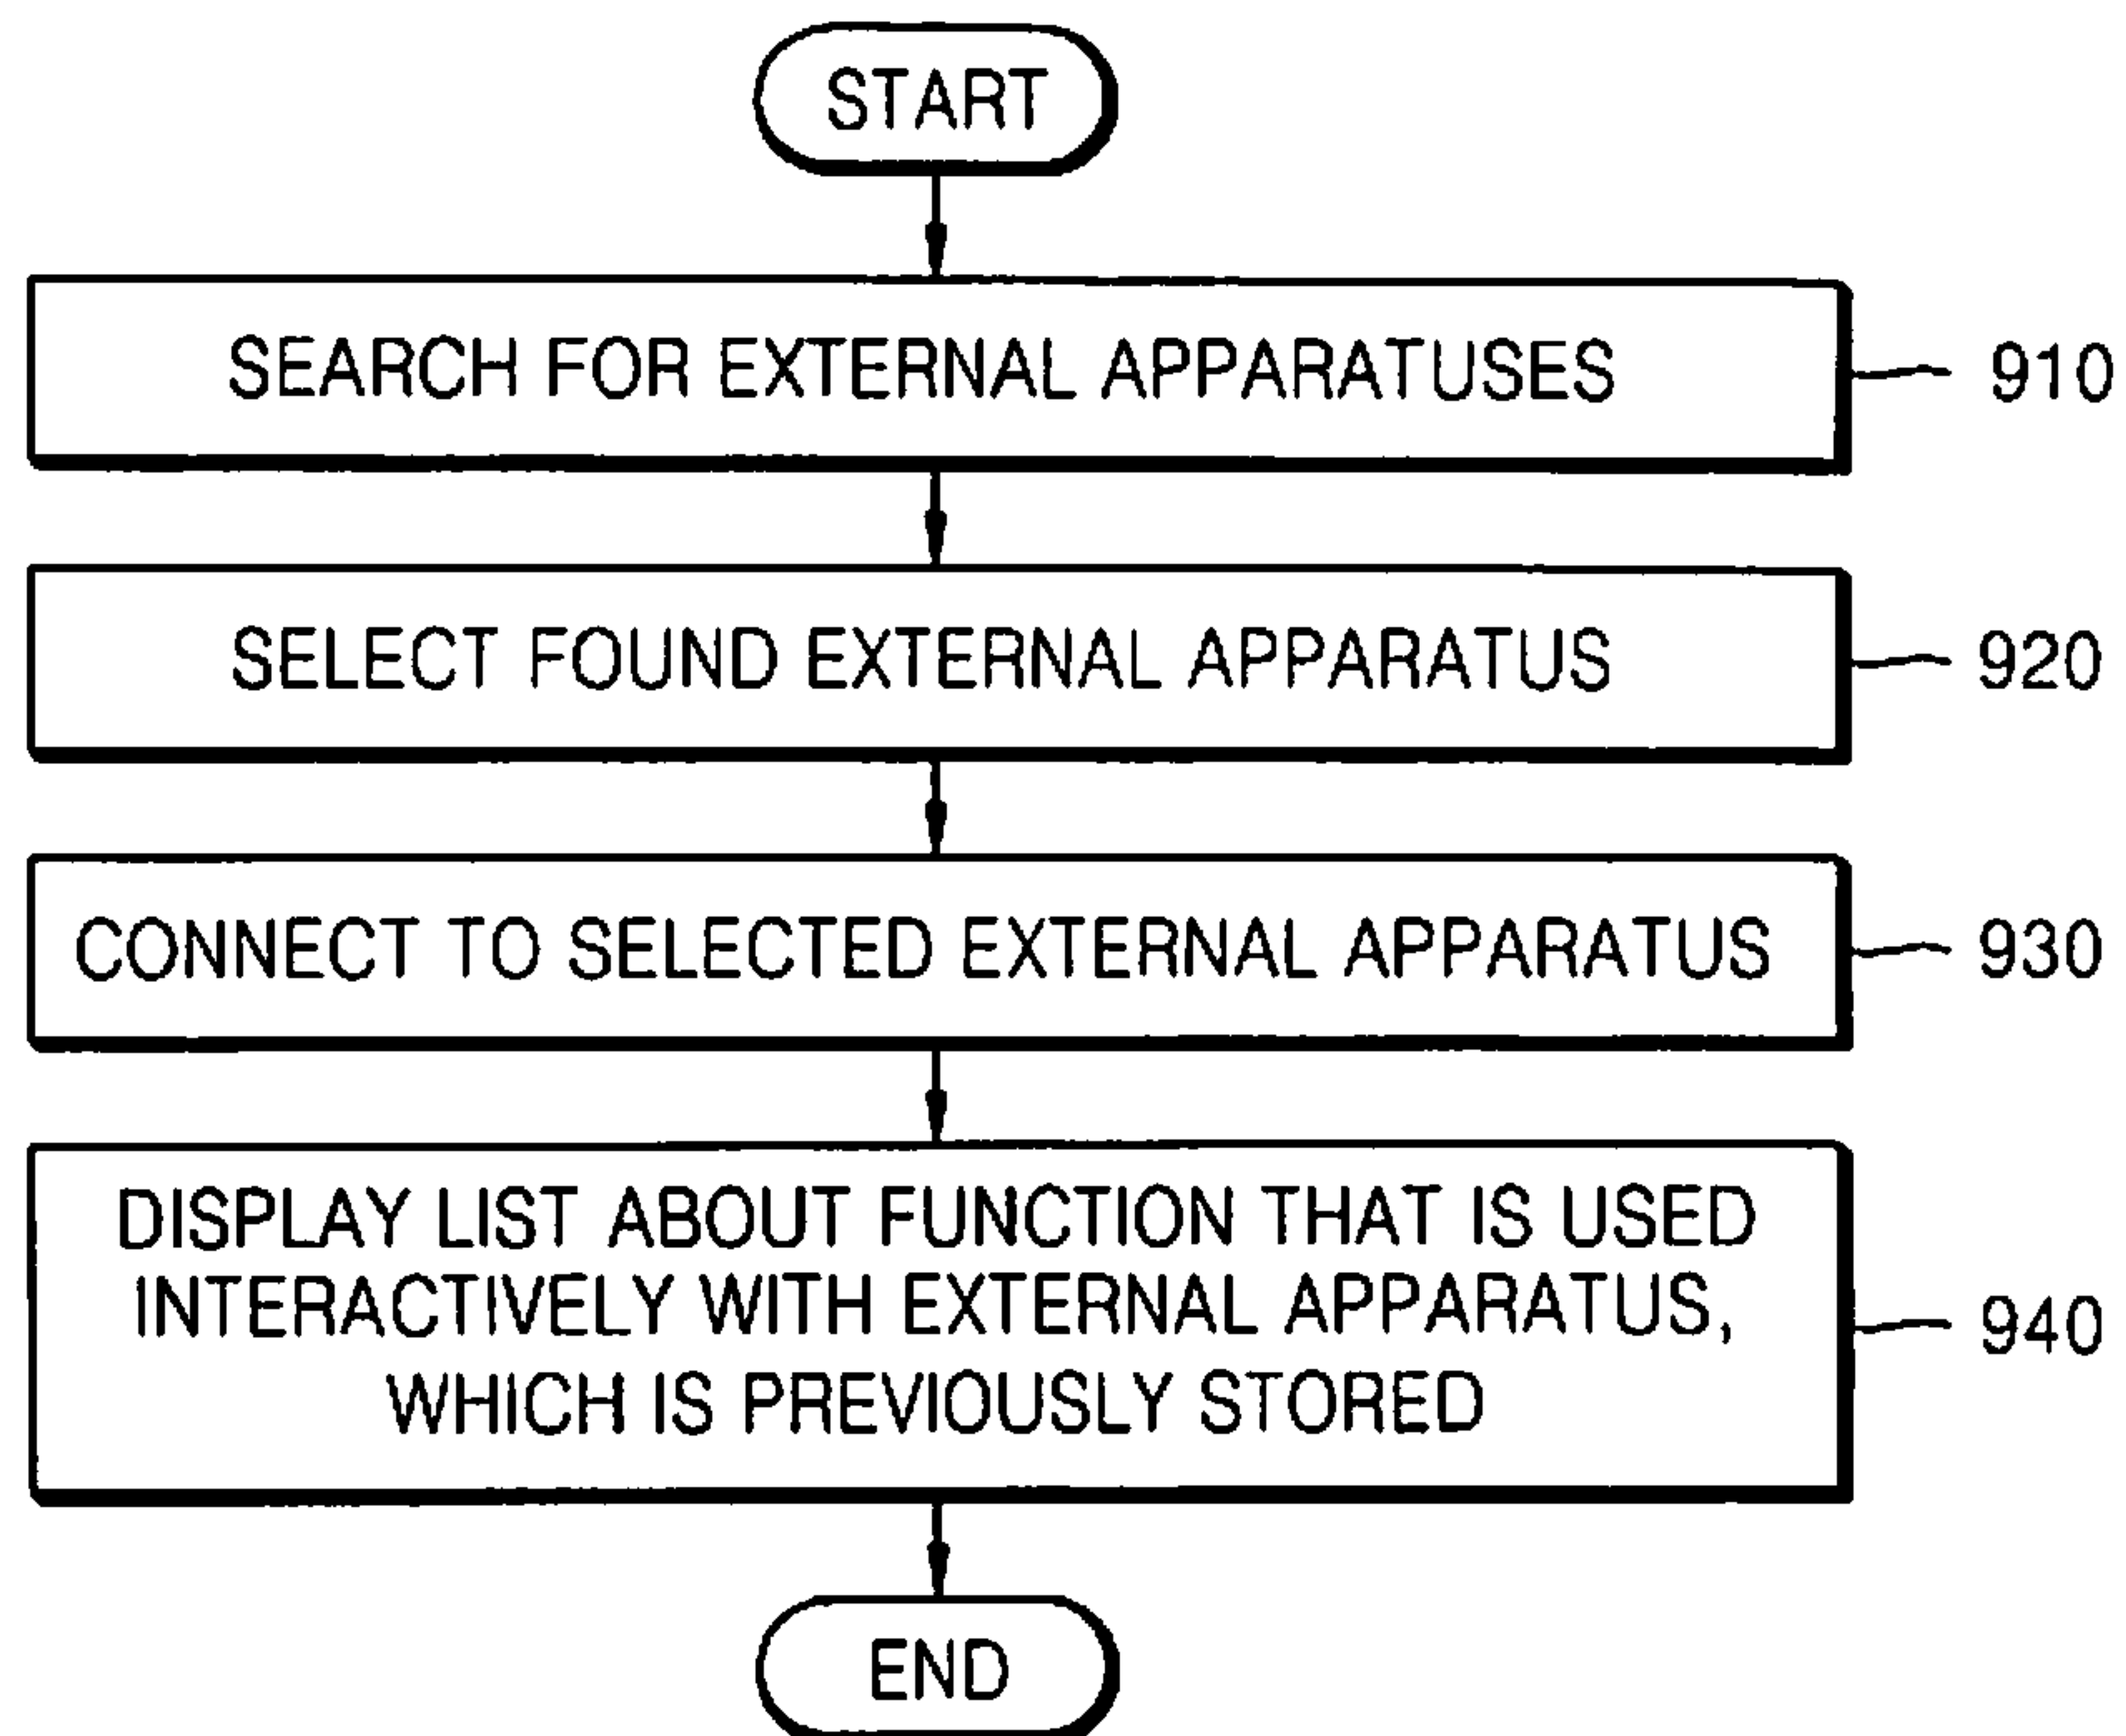 START
SEARCH FOR EXTERNAL APPARATUSES
910
SELECT FOUND EXTERNAL APPARATUS
920
CONNECT TO SELECTED EXTERNAL APPARATUS
930
DISPLAY LIST ABOUT FUNCTION THAT IS USED
INTERACTIVELY WITH EXTERNAL APPARATUS,
WHICH IS PREVIOUSLY STORED
940
END